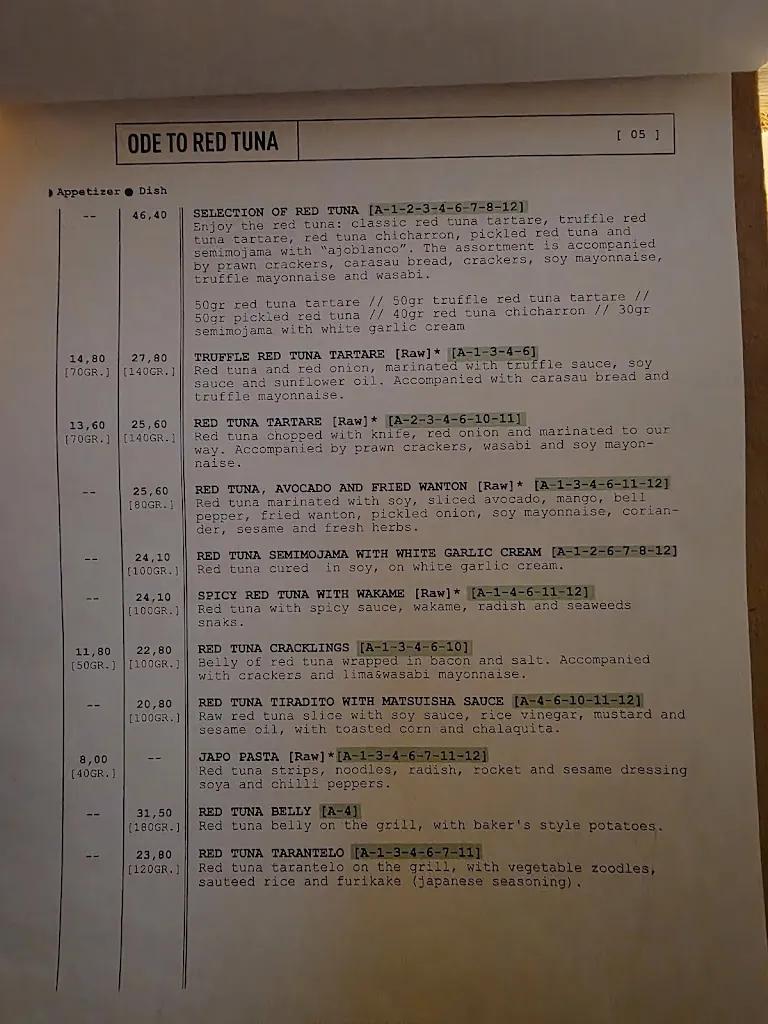 ODE TO RED TUNA [ 05 ]
◗ Appetizer ● Dish
-- 46,40 SELECTION OF RED TUNA [A-1-2-3-4-6-7-8-12]
Enjoy the red tuna: classic red tuna tartare, truffle red
tuna tartare, red tuna chicharron, pickled red tuna and
semimojama with "ajoblanco". The assortment is accompanied
by prawn crackers, carasau bread, crackers, soy mayonnaise,
truffle mayonnaise and wasabi.
50gr red tuna tartare // 50gr truffle red tuna tartare //
50gr pickled red tuna // 40gr red tuna chicharron // 30gr
semimojama with white garlic cream
14,80 27,80 TRUFFLE RED TUNA TARTARE [Raw]* [A-1-3-4-6]
[70GR.] [140GR.] Red tuna and red onion, marinated with truffle sauce, soy
sauce and sunflower oil. Accompanied with carasau bread and
truffle mayonnaise.
13,60 25,60 RED TUNA TARTARE [Raw]* [A-2-3-4-6-10-11]
[70GR.] [140GR.] Red tuna chopped with knife, red onion and marinated to our
way. Accompanied by prawn crackers, wasabi and soy mayon-
naise.
-- 25,60 RED TUNA, AVOCADO AND FRIED WANTON [Raw]* [A-1-3-4-6-11-12]
[80GR.] Red tuna marinated with soy, sliced avocado, mango, bell
pepper, fried wanton, pickled onion, soy mayonnaise, corian-
der, sesame and fresh herbs.
-- 24,10 RED TUNA SEMIMOJAMA WITH WHITE GARLIC CREAM [A-1-2-6-7-8-12]
[100GR.] Red tuna cured in soy, on white garlic cream.
-- 24,10 SPICY RED TUNA WITH WAKAME [Raw]* [A-1-4-6-11-12]
[100GR.] Red tuna with spicy sauce, wakame, radish and seaweeds
snaks.
11,80 22,80 RED TUNA CRACKLINGS [A-1-3-4-6-10]
[50GR.] [100GR.] Belly of red tuna wrapped in bacon and salt. Accompanied
with crackers and lima&wasabi mayonnaise.
-- 20,80 RED TUNA TIRADITO WITH MATSUISHA SAUCE [A-4-6-10-11-12]
[100GR.] Raw red tuna slice with soy sauce, rice vinegar, mustard and
sesame oil, with toasted corn and chalaquita.
8,00 -- JAPO PASTA [Raw]*[A-1-3-4-6-7-11-12]
[40GR.] Red tuna strips, noodles, radish, rocket and sesame dressing
soya and chilli peppers.
-- 31,50 RED TUNA BELLY [A-4]
[180GR.] Red tuna belly on the grill, with baker's style potatoes.
-- 23,80 RED TUNA TARANTELO [A-1-3-4-6-7-11]
[120GR.] Red tuna tarantelo on the grill, with vegetable zoodles,
sauteed rice and furikake (japanese seasoning).